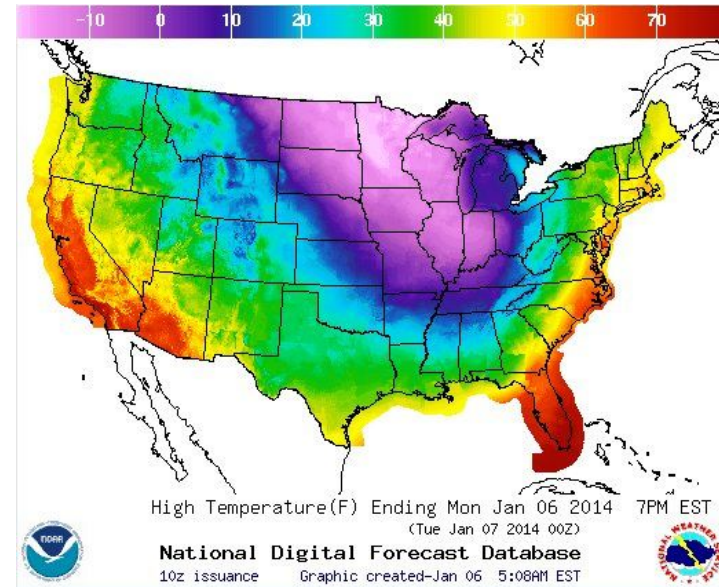 -10 0 10 20 30 40 50 60 70
High Temperature(F) Ending Mon Jan 06 2014 7PM EST
(Tue Jan 07 2014 00Z)
National Digital Forecast Database
10z issuance Graphic created-Jan 06 5:08AM EST
NOAA